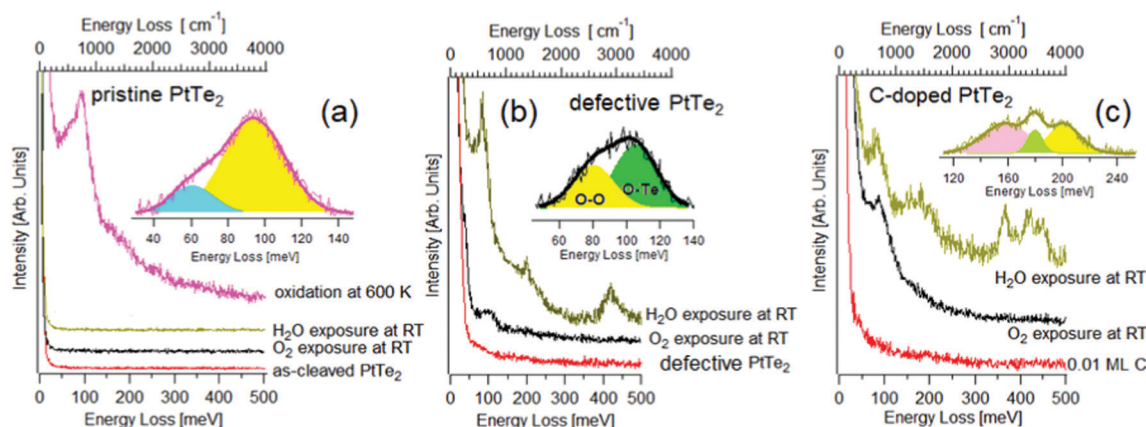 Energy Loss [ cm⁻¹ ]
0 1000 2000 3000 4000
pristine PtTe₂
(a)
40 60 80 100 120 140
Energy Loss [meV]
oxidation at 600 K
H₂O exposure at RT
O₂ exposure at RT
as-cleaved PtTe₂
Intensity [Arb. Units]
0 100 200 300 400 500
Energy Loss [meV]
Energy Loss [ cm⁻¹ ]
0 1000 2000 3000 4000
(b)
defective PtTe₂
O-O
O-Te
60 80 100 120 140
Energy Loss [meV]
H₂O exposure at RT
O₂ exposure at RT
defective PtTe₂
Intensity [Arb. Units]
0 100 200 300 400 500
Energy Loss [meV]
Energy Loss [ cm⁻¹ ]
0 1000 2000 3000 4000
C-doped PtTe₂
(c)
120 160 200 240
Energy Loss [meV]
H₂O exposure at RT
O₂ exposure at RT
0.01 ML C
Intensity [Arb. Units]
0 100 200 300 400 500
Energy Loss [meV]